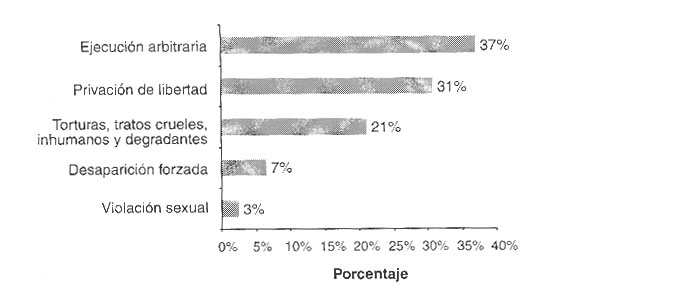 Ejecución arbitraria 37%
Privación de libertad 31%
Torturas, tratos crueles,
inhumanos y degradantes 21%
Desaparición forzada 7%
Violación sexual 3%
0% 5% 10% 15% 20% 25% 30% 35% 40%
Porcentaje